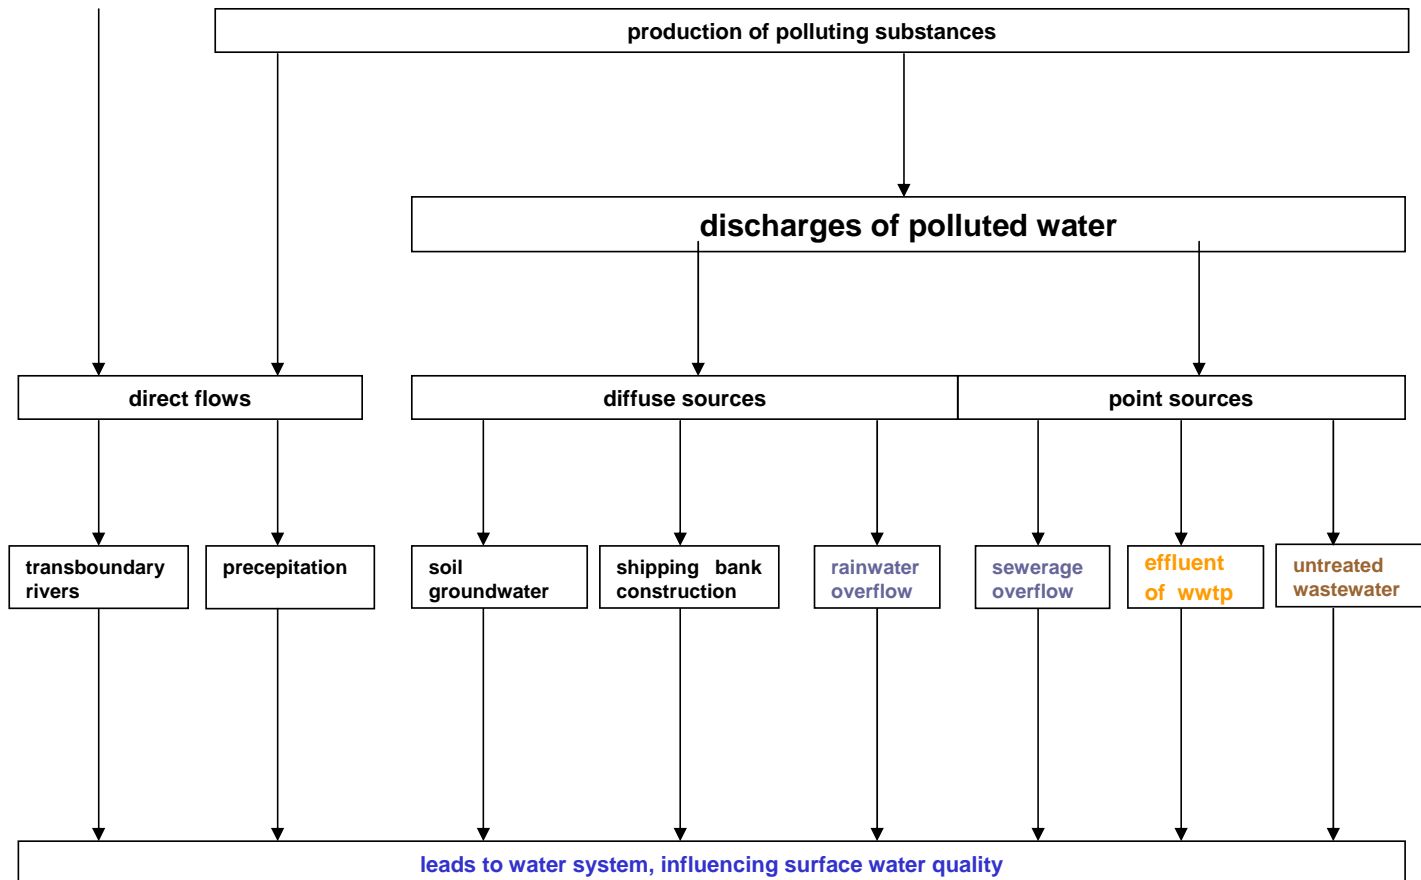 production of polluting substances
discharges of polluted water
direct flows
diffuse sources
point sources
transboundary
rivers
precepitation
soil
groundwater
shipping bank
construction
rainwater
overflow
sewerage
overflow
effluent
of wwtp
untreated
wastewater
leads to water system, influencing surface water quality